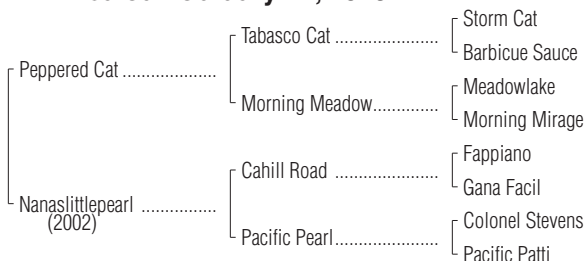 Storm Cat
Tabasco Cat ......................
Barbicue Sauce
Peppered Cat ....................
Meadowlake
Morning Meadow...............
Morning Mirage
Fappiano
Cahill Road ......................
Gana Facil
Nanaslittlepearl ................
(2002)
Colonel Stevens
Pacific Pearl......................
Pacific Patti